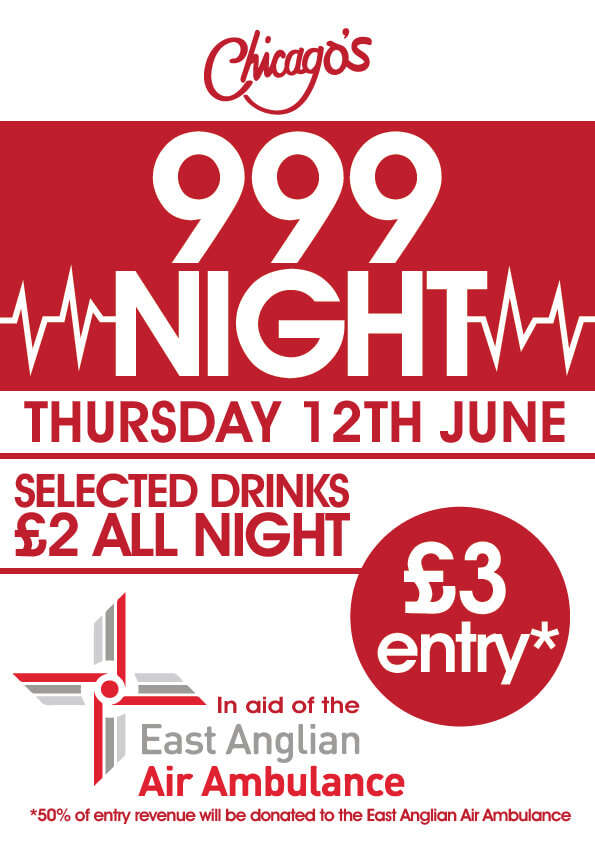 Chicago's
999
NIGHT
THURSDAY 12TH JUNE
SELECTED DRINKS
£2 ALL NIGHT
£3
entry*
In aid of the
East Anglian
Air Ambulance
*50% of entry revenue will be donated to the East Anglian Air Ambulance